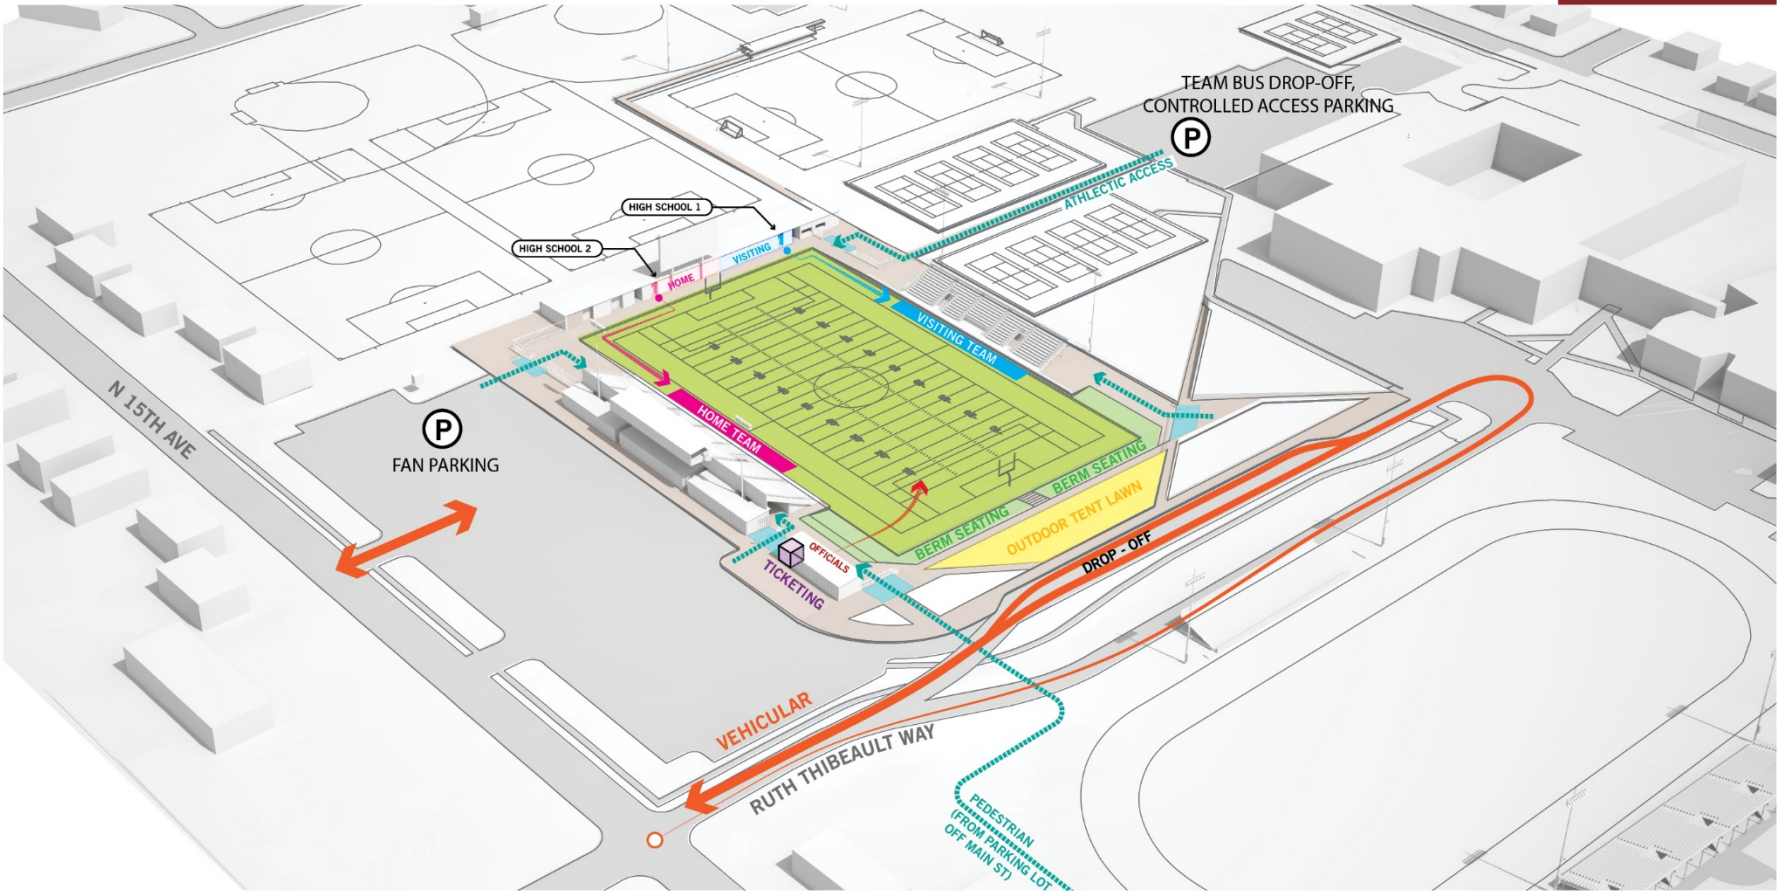 TEAM BUS DROP-OFF,
CONTROLLED ACCESS PARKING
P
ATHLECTIC ACCESS
HIGH SCHOOL 1
HIGH SCHOOL 2
VISITING
HOME
VISITING TEAM
HOME TEAM
N 15TH AVE
P
FAN PARKING
BERM SEATING
BERM SEATING
OUTDOOR TENT LAWN
OFFICIALS
TICKETING
DROP - OFF
VEHICULAR
RUTH THIBEAULT WAY
PEDESTRIAN
(FROM PARKING LOT
OFF MAIN ST)